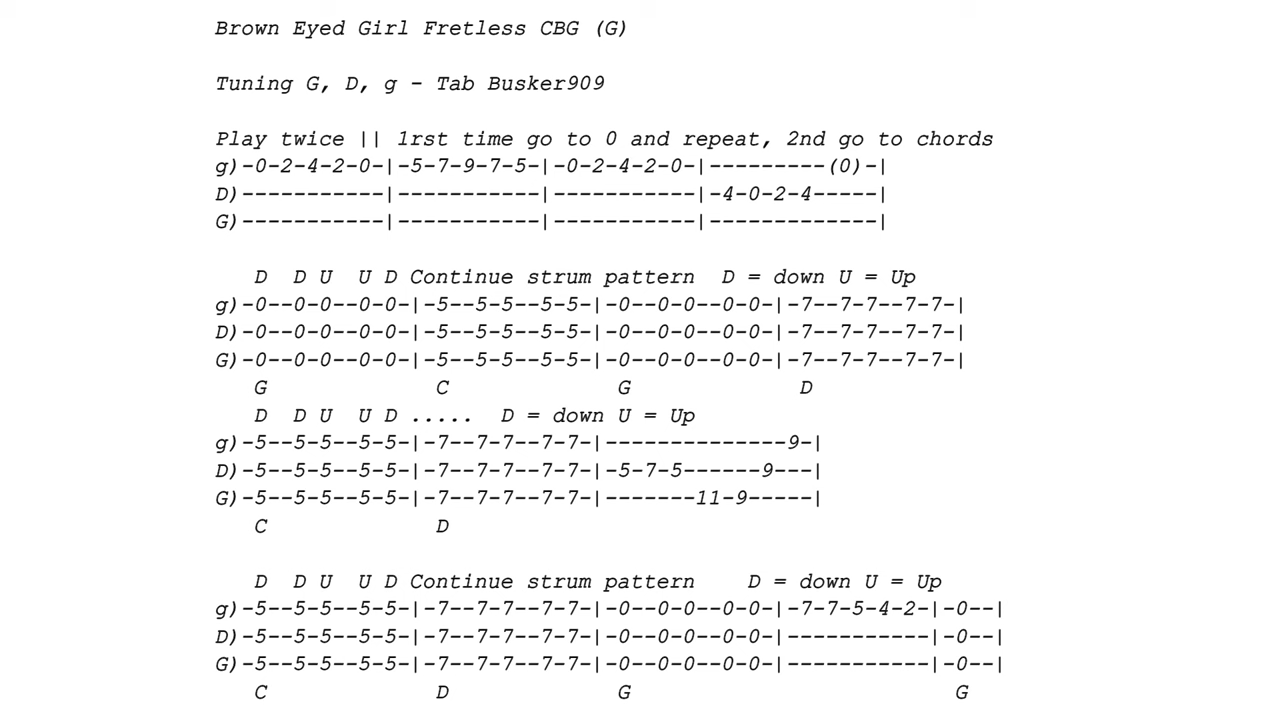 Brown Eyed Girl Fretless CBG (G)
Tuning G, D, g - Tab Busker909
Play twice || 1rst time go to 0 and repeat, 2nd go to chords
g)-0-2-4-2-0-|-5-7-9-7-5-|-0-2-4-2-0-|---------(0)-|
D)-----------|-----------|-----------|-4-0-2-4-----|
G)-----------|-----------|-----------|-------------|
D  D U  U D Continue strum pattern  D = down U = Up
g)-0--0-0--0-0-|-5--5-5--5-5-|-0--0-0--0-0-|-7--7-7--7-7-|
D)-0--0-0--0-0-|-5--5-5--5-5-|-0--0-0--0-0-|-7--7-7--7-7-|
G)-0--0-0--0-0-|-5--5-5--5-5-|-0--0-0--0-0-|-7--7-7--7-7-|
G             C             G             D
D  D U  U D .....  D = down U = Up
g)-5--5-5--5-5-|-7--7-7--7-7-|--------------9-|
D)-5--5-5--5-5-|-7--7-7--7-7-|-5-7-5------9---|
G)-5--5-5--5-5-|-7--7-7--7-7-|-------11-9-----|
C             D
D  D U  U D Continue strum pattern    D = down U = Up
g)-5--5-5--5-5-|-7--7-7--7-7-|-0--0-0--0-0-|-7-7-5-4-2-|-0--|
D)-5--5-5--5-5-|-7--7-7--7-7-|-0--0-0--0-0-|-----------|-0--|
G)-5--5-5--5-5-|-7--7-7--7-7-|-0--0-0--0-0-|-----------|-0--|
C             D             G                         G